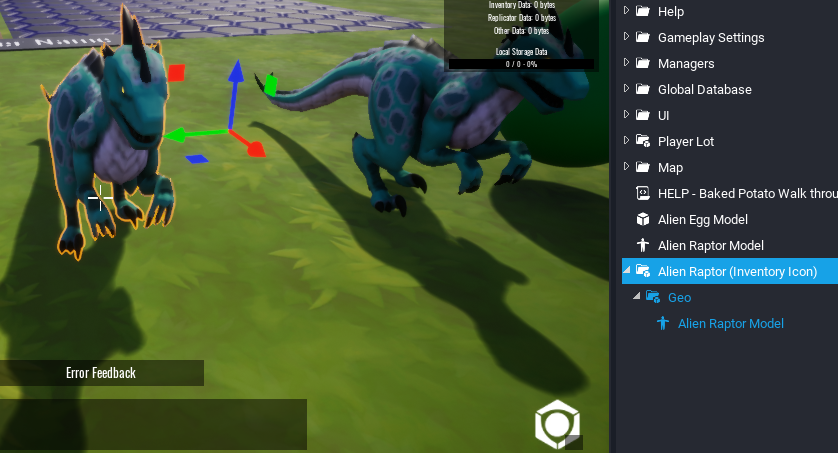 Inventory Data: 0 bytes
Replicator Data: 0 bytes
Other Data: 0 bytes
Local Storage Data
0 / 0 - 0%
Error Feedback
Help
Gameplay Settings
Managers
Global Database
UI
Player Lot
Map
HELP - Baked Potato Walk throu
Alien Egg Model
Alien Raptor Model
Alien Raptor (Inventory Icon)
Geo
Alien Raptor Model